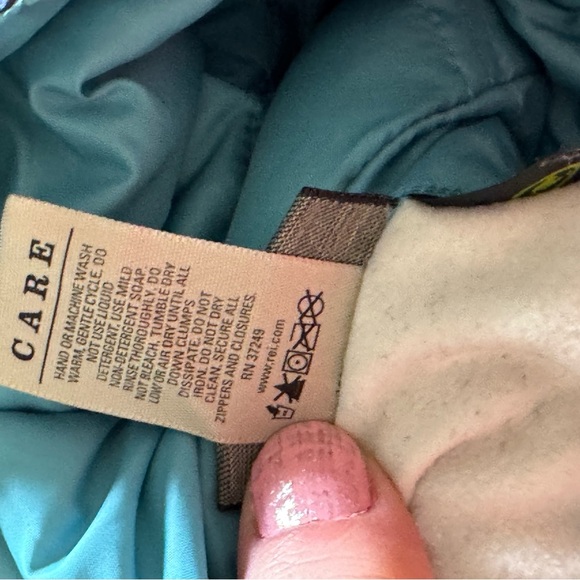 CARE
HAND OR MACHINE WASH
WARM, GENTLE CYCLE. DO
NOT USE LIQUID
DETERGENT. USE MILD
NON-DETERGENT SOAP.
RINSE THOROUGHLY. DO
NOT BLEACH. TUMBLE DRY
LOW OR AIR DRY UNTIL ALL
DOWN CLUMPS
DISSIPATE. DO NOT
IRON. DO NOT DRY
CLEAN. SECURE ALL
ZIPPERS AND CLOSURES.
RN 37249
www.rei.com